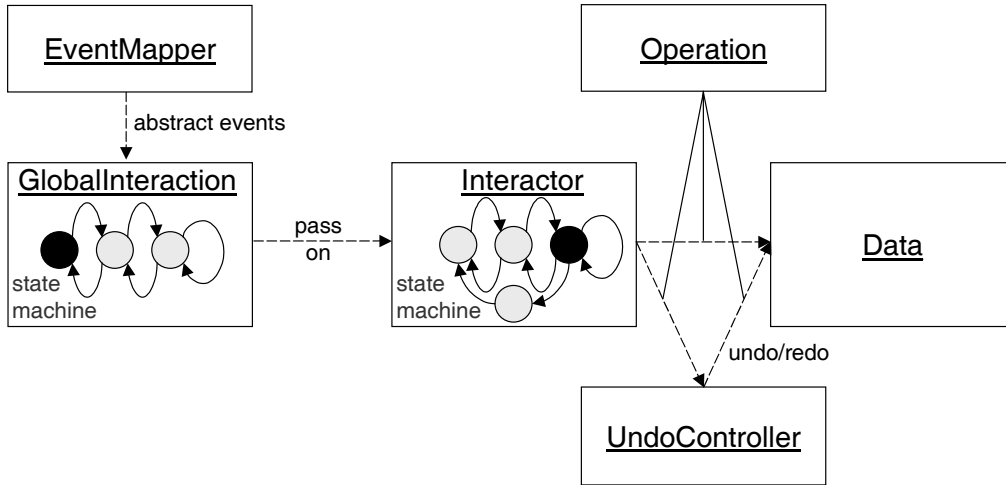 EventMapper
Operation
abstract events
GlobalInteraction
state
machine
pass
on
Interactor
state
machine
Data
undo/redo
UndoController